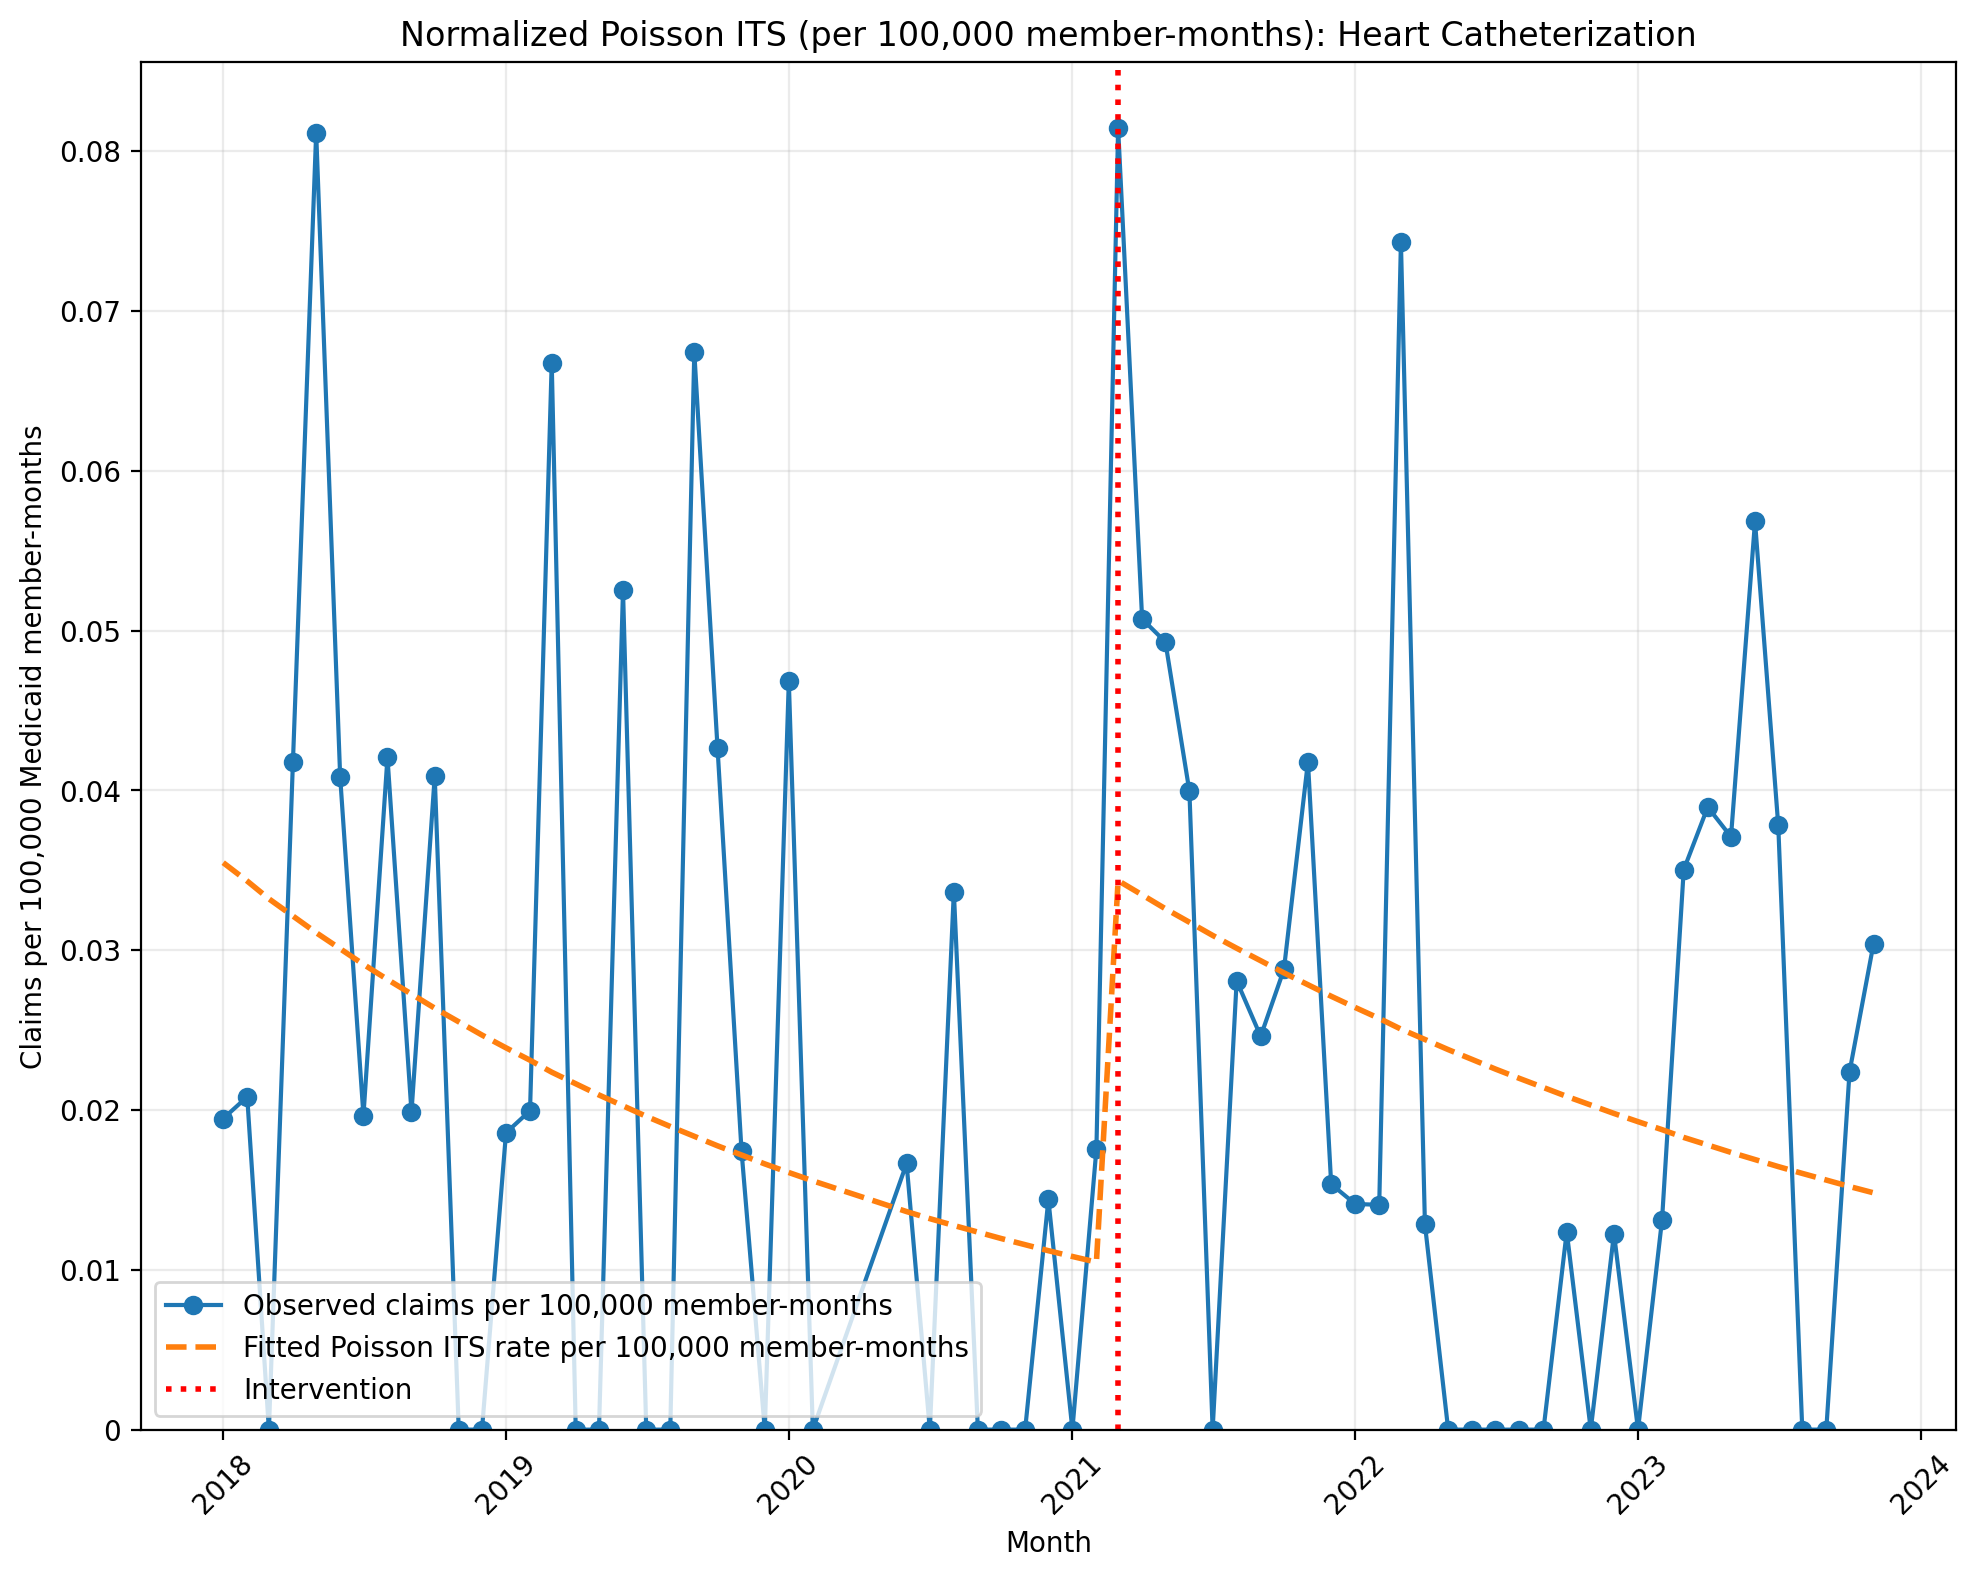 Normalized Poisson ITS (per 100,000 member-months): Heart Catheterization
Claims per 100,000 Medicaid member-months
0.08
0.07
0.06
0.05
0.04
0.03
0.02
0.01
0
Observed claims per 100,000 member-months
Fitted Poisson ITS rate per 100,000 member-months
Intervention
2018
2019
2020
2021
2022
2023
2024
Month